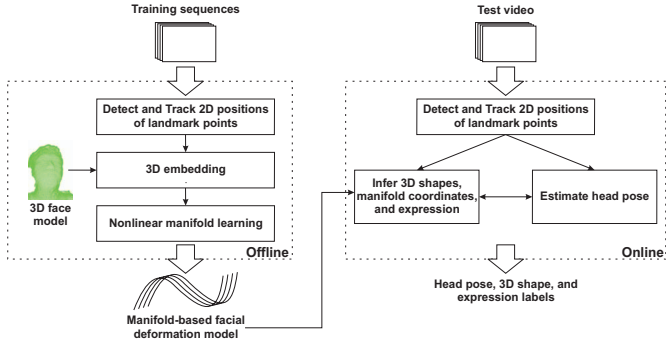 Training sequences
Detect and Track 2D positions
of landmark points
3D embedding
3D face
model
Nonlinear manifold learning
Offline
Manifold-based facial
deformation model
Test video
Detect and Track 2D positions
of landmark points
Infer 3D shapes,
manifold coordinates,
and expression
Estimate head pose
Online
Head pose, 3D shape, and
expression labels